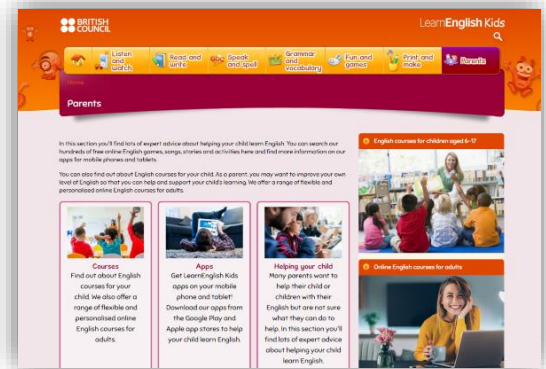 BRITISH
COUNCIL
LearnEnglish Kids
Listen
and
watch
Read and
write
Speak
and spell
Grammar
and
vocabulary
Fun and
games
Print and
make
Parents
Home
Parents
In this section you'll find lots of expert advice about helping your child learn English. You can search our
hundreds of free online English games, songs, stories and activities here and find more information on our
apps for mobile phones and tablets.
You can also find out about English courses for your child. As a parent, you may want to improve your own
level of English so that you can help and support your child's learning. We offer a range of flexible and
personalised online English courses for adults.
Courses
Find out about English
courses for your
child. We also offer a
range of flexible and
personalised online
English courses for
adults.
Apps
Get LearnEnglish Kids
apps on your mobile
phone and tablet!
Download our apps from
the Google Play and
Apple app stores to help
your child learn English.
Helping your child
Many parents want to
help their child or
children with their
English but are not sure
what they can do to
help. In this section you'll
find lots of expert advice
about helping your child
learn English.
English courses for children aged 6-17
Online English courses for adults